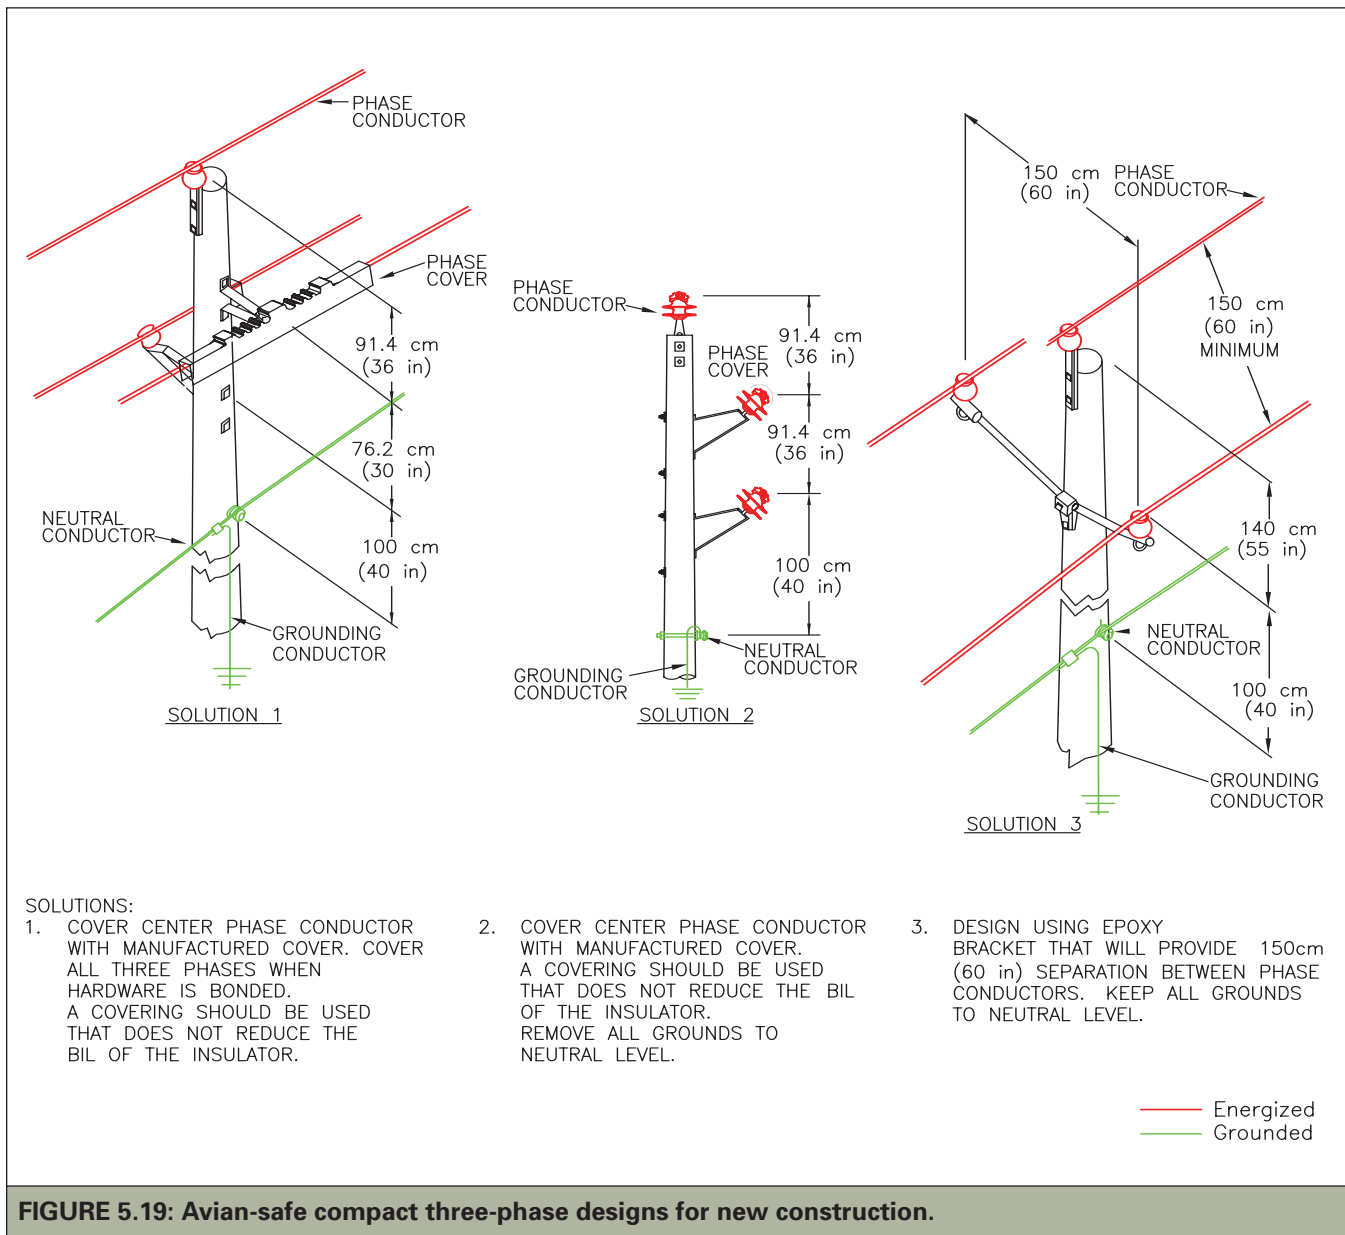 PHASE
CONDUCTOR
PHASE
COVER
91.4 cm
(36 in)
76.2 cm
(30 in)
NEUTRAL
CONDUCTOR
100 cm
(40 in)
GROUNDING
CONDUCTOR
SOLUTION 1
PHASE
CONDUCTOR
91.4 cm
(36 in)
PHASE
COVER
91.4 cm
(36 in)
100 cm
(40 in)
NEUTRAL
CONDUCTOR
GROUNDING
CONDUCTOR
SOLUTION 2
150 cm
(60 in)
PHASE
CONDUCTOR
150 cm
(60 in)
MINIMUM
140 cm
(55 in)
NEUTRAL
CONDUCTOR
100 cm
(40 in)
GROUNDING
CONDUCTOR
SOLUTION 3
SOLUTIONS:
1. COVER CENTER PHASE CONDUCTOR
WITH MANUFACTURED COVER. COVER
ALL THREE PHASES WHEN
HARDWARE IS BONDED.
A COVERING SHOULD BE USED
THAT DOES NOT REDUCE THE
BIL OF THE INSULATOR.
2. COVER CENTER PHASE CONDUCTOR
WITH MANUFACTURED COVER.
A COVERING SHOULD BE USED
THAT DOES NOT REDUCE THE BIL
OF THE INSULATOR.
REMOVE ALL GROUNDS TO
NEUTRAL LEVEL.
3. DESIGN USING EPOXY
BRACKET THAT WILL PROVIDE 150cm
(60 in) SEPARATION BETWEEN PHASE
CONDUCTORS. KEEP ALL GROUNDS
TO NEUTRAL LEVEL.
Energized
Grounded
FIGURE 5.19: Avian-safe compact three-phase designs for new construction.